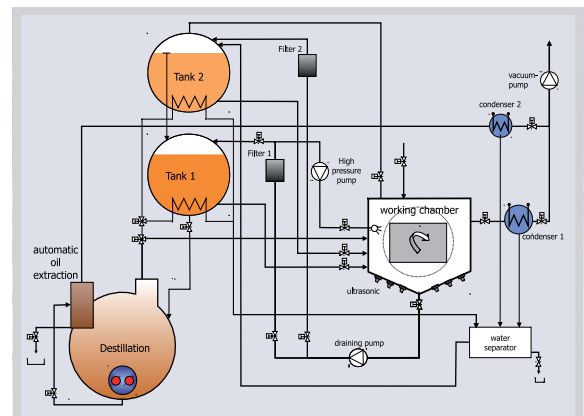 Filter 2
Tank 2
vacuum-
pump
condenser 2
Filter 1
High
pressure
pump
Tank 1
working chamber
condenser 1
automatic
oil
extraction
ultrasonic
Destillation
draining pump
water
separator